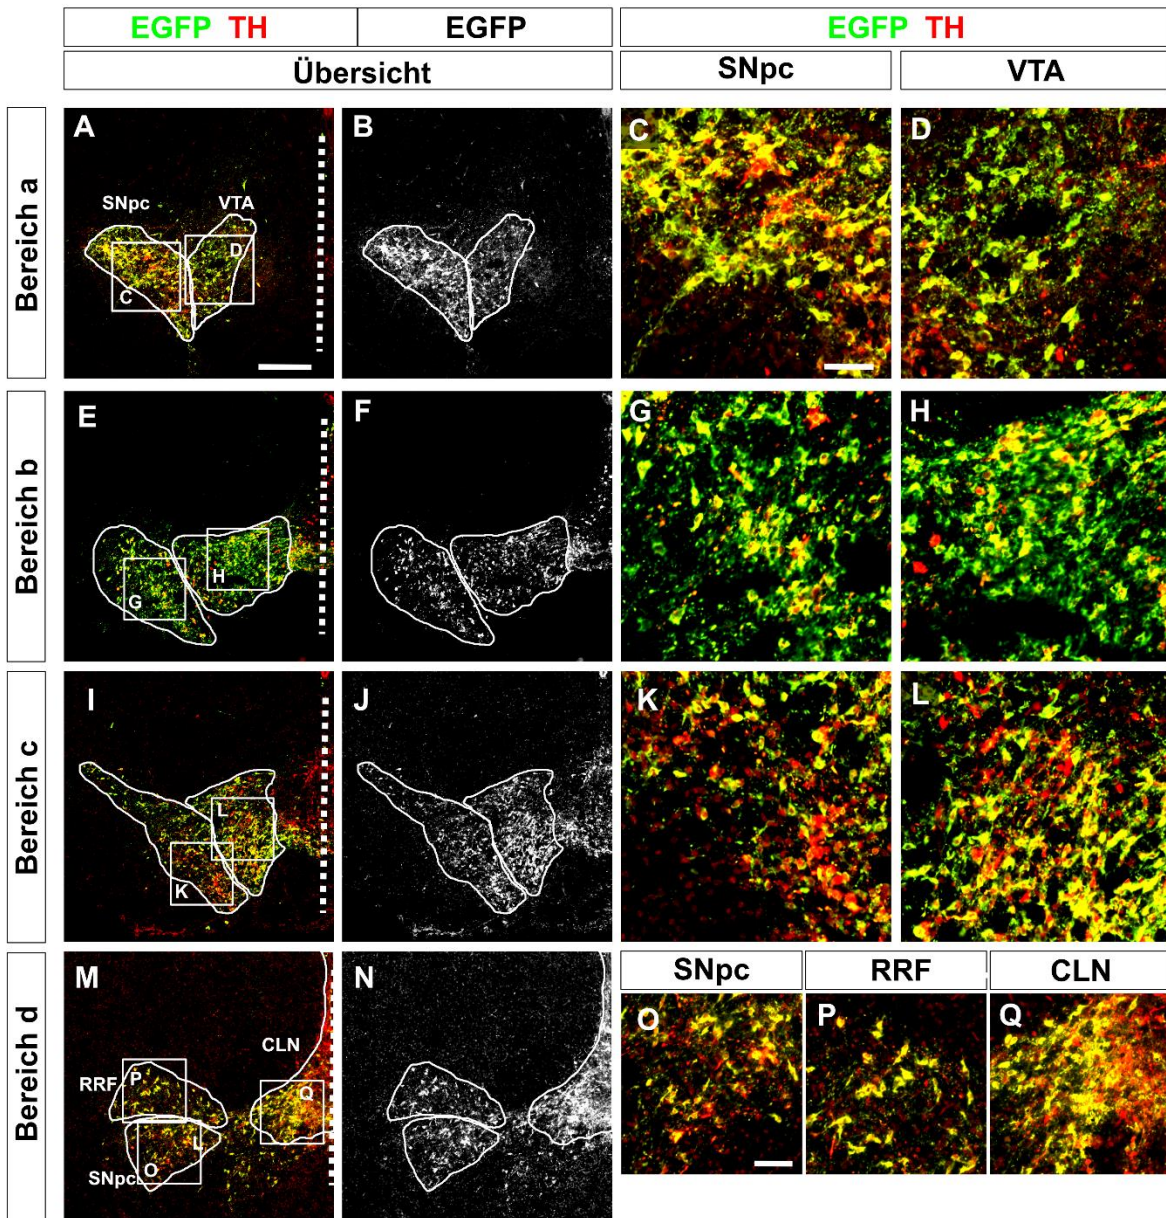 EGFP TH EGFP EGFP TH
Übersicht SNpc VTA
Bereich a
A SNpc VTA C D
B
C
D
Bereich b
E G H
F
G
H
Bereich c
I L K
J
K
L
Bereich d
M CLN RRF P Q L O SNpc
N
SNpc RRF CLN
O P Q